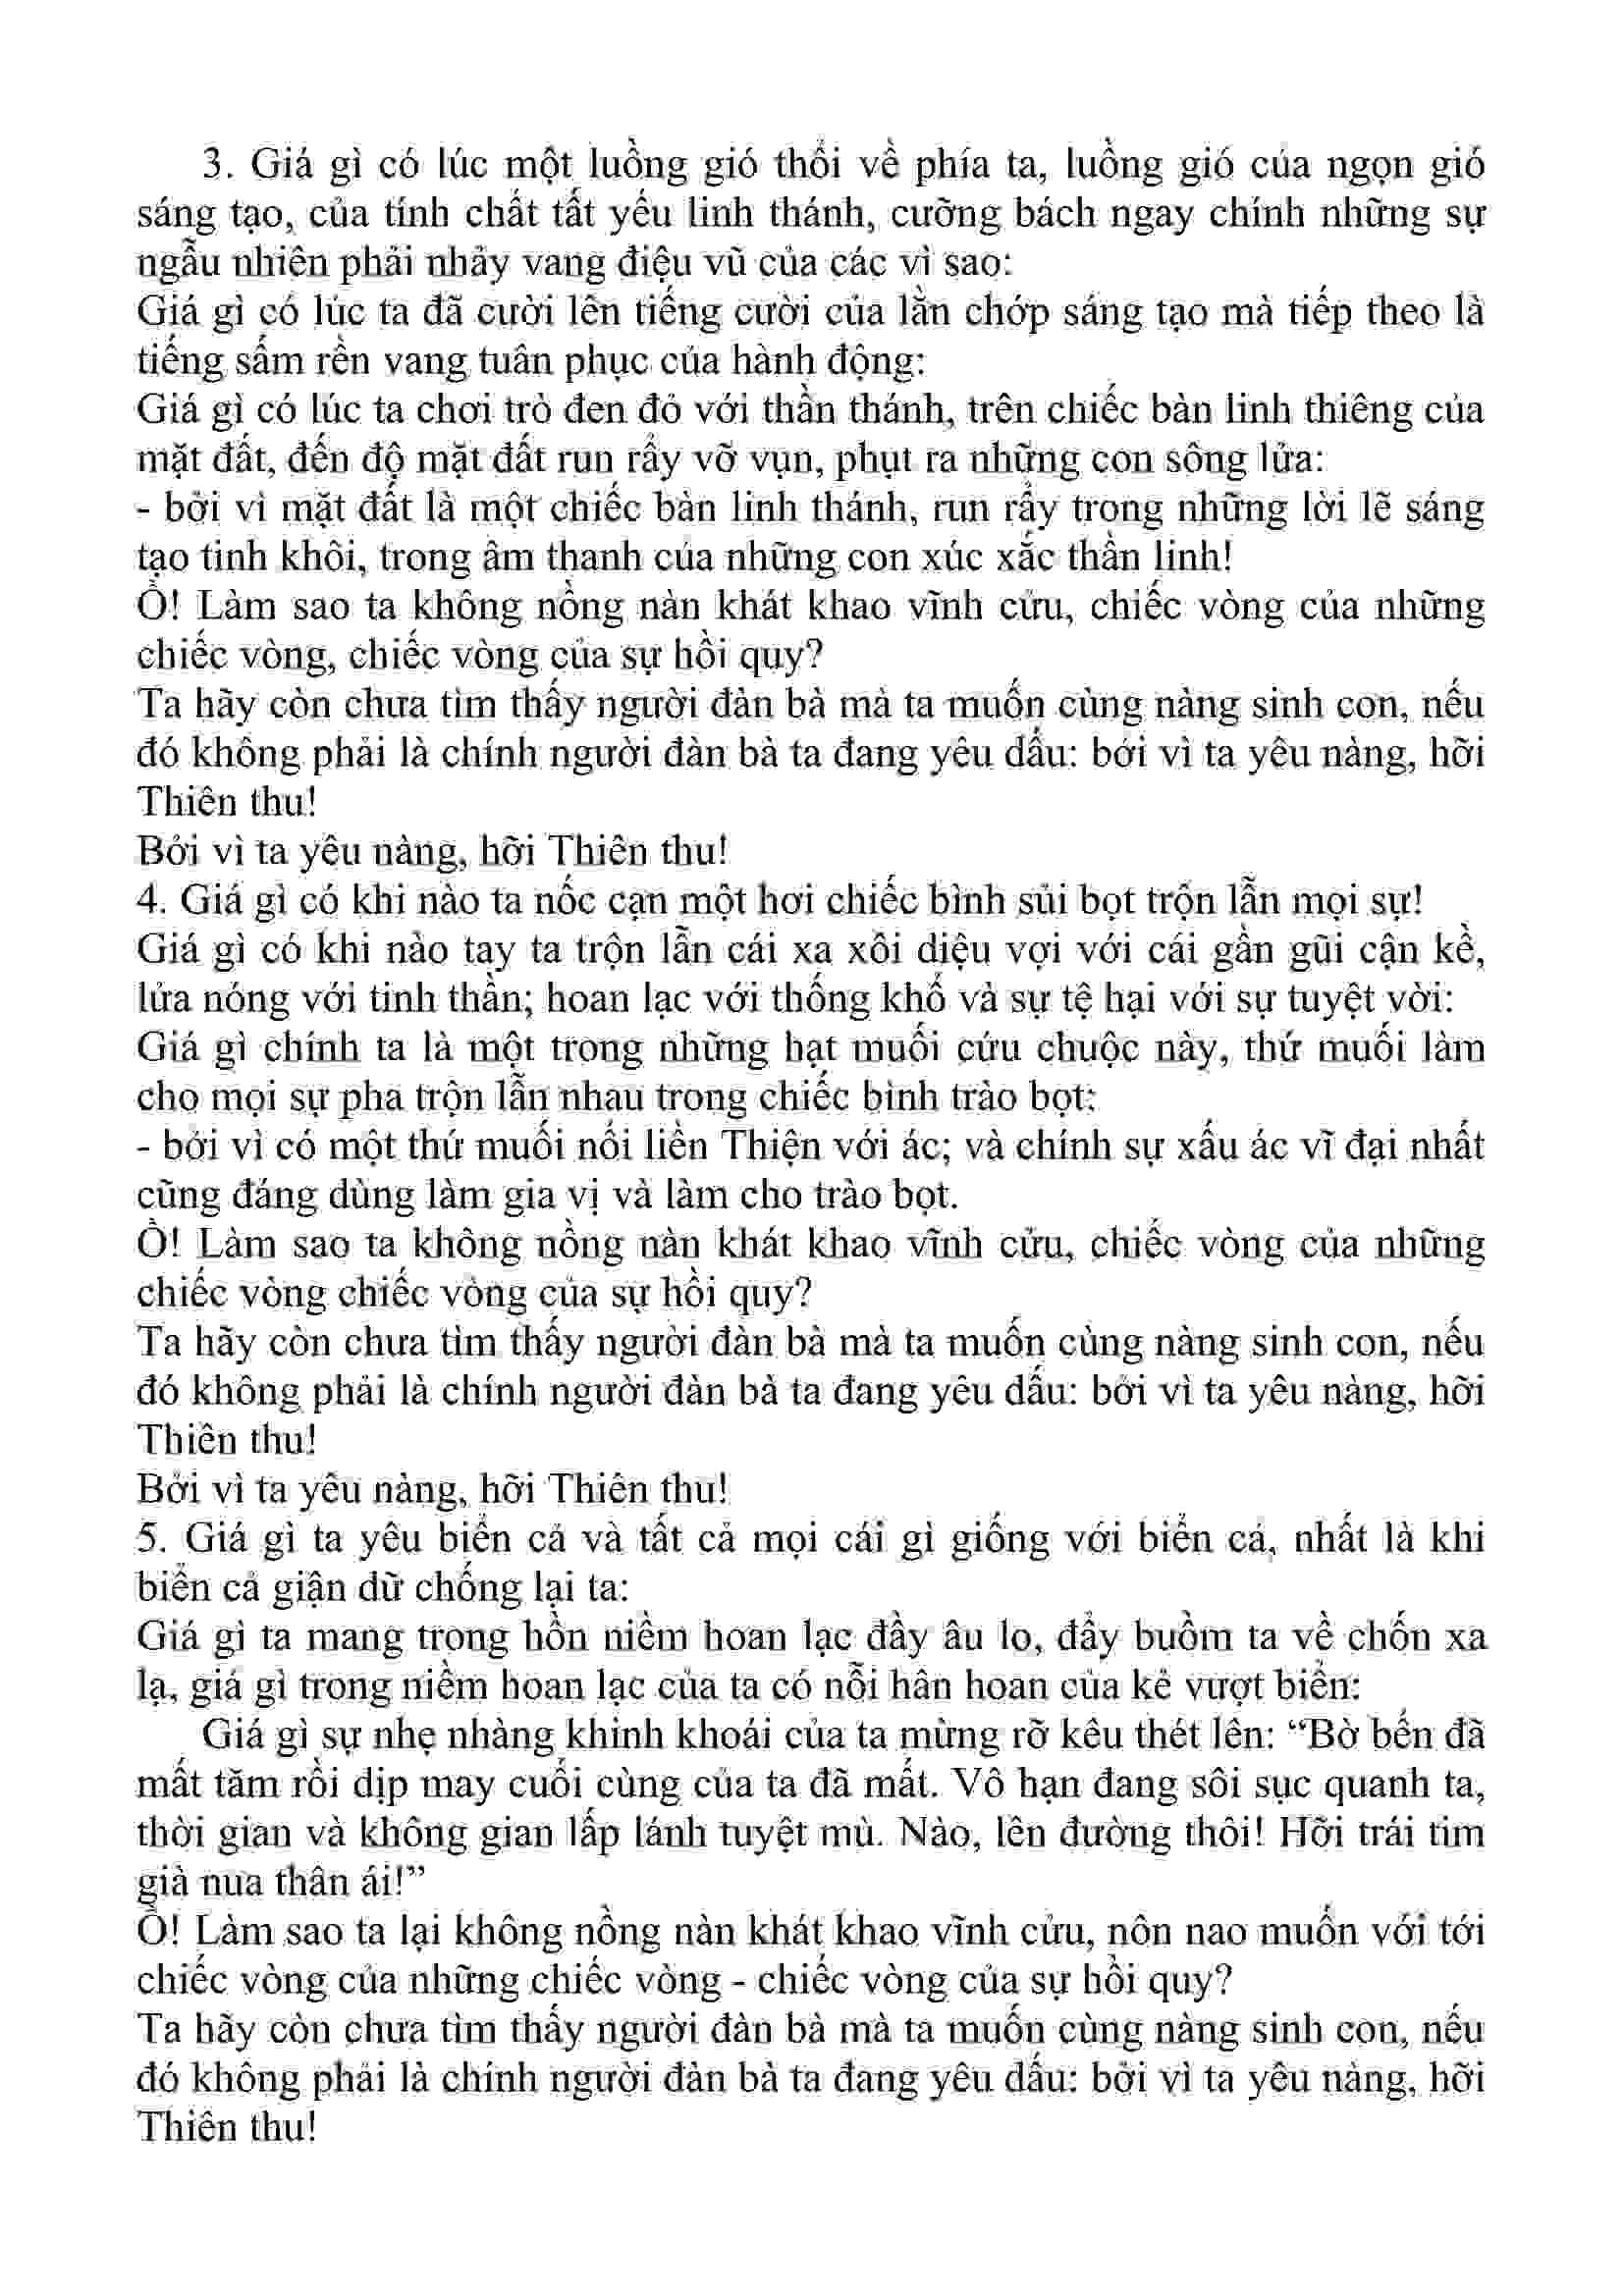 3. Giá gì có lúc một luồng gió thổi về phía ta, luồng gió của ngọn gió
sáng tạo, của tính chất tất yếu linh thánh, cưỡng bách ngay chính những sự
ngẫu nhiên phải nhảy vang điệu vũ của các vì sao:
Giá gì có lúc ta đã cười lên tiếng cười của lằn chớp sáng tạo mà tiếp theo là
tiếng sấm rền vang tuân phục của hành động:
Giá gì có lúc ta chơi trò đen đỏ với thần thánh, trên chiếc bàn linh thiêng của
mặt đất, đến độ mặt đất run rẩy vỡ vụn, phụt ra những con sông lửa:
- bởi vì mặt đất là một chiếc bàn linh thánh, run rẩy trong những lời lẽ sáng
tạo tinh khôi, trong âm thanh của những con xúc xắc thần linh!
Ồ! Làm sao ta không nồng nàn khát khao vĩnh cửu, chiếc vòng của những
chiếc vòng, chiếc vòng của sự hồi quy?
Ta hãy còn chưa tìm thấy người đàn bà mà ta muốn cùng nàng sinh con, nếu
đó không phải là chính người đàn bà ta đang yêu dấu: bởi vì ta yêu nàng, hỡi
Thiên thu!
Bởi vì ta yêu nàng, hỡi Thiên thu!
4. Giá gì có khi nào ta nốc cạn một hơi chiếc bình sủi bọt trộn lẫn mọi sự!
Giá gì có khi nào tay ta trộn lẫn cái xa xôi diệu vợi với cái gần gũi cận kề,
lửa nóng với tinh thần; hoan lạc với thống khổ và sự tệ hại với sự tuyệt vời:
Giá gì chính ta là một trong những hạt muối cứu chuộc này, thứ muối làm
cho mọi sự pha trộn lẫn nhau trong chiếc bình trào bọt:
- bởi vì có một thứ muối nối liền Thiện với ác; và chính sự xấu ác vĩ đại nhất
cũng đáng dùng làm gia vị và làm cho trào bọt.
Ồ! Làm sao ta không nồng nàn khát khao vĩnh cửu, chiếc vòng của những
chiếc vòng chiếc vòng của sự hồi quy?
Ta hãy còn chưa tìm thấy người đàn bà mà ta muốn cùng nàng sinh con, nếu
đó không phải là chính người đàn bà ta đang yêu dấu: bởi vì ta yêu nàng, hỡi
Thiên thu!
Bởi vì ta yêu nàng, hỡi Thiên thu!
5. Giá gì ta yêu biển cả và tất cả mọi cái gì giống với biển cả, nhất là khi
biển cả giận dữ chống lại ta:
Giá gì ta mang trong hồn niềm hoan lạc đầy âu lo, đẩy buồm ta về chốn xa
lạ, giá gì trong niềm hoan lạc của ta có nỗi hân hoan của kẻ vượt biển:
Giá gì sự nhẹ nhàng khinh khoái của ta mừng rỡ kêu thét lên: “Bờ bến đã
mất tăm rồi dịp may cuối cùng của ta đã mất. Vô hạn đang sôi sục quanh ta,
thời gian và không gian lấp lánh tuyệt mù. Nào, lên đường thôi! Hỡi trái tim
già nua thân ái!”
Ồ! Làm sao ta lại không nồng nàn khát khao vĩnh cửu, nôn nao muốn với tới
chiếc vòng của những chiếc vòng - chiếc vòng của sự hồi quy?
Ta hãy còn chưa tìm thấy người đàn bà mà ta muốn cùng nàng sinh con, nếu
đó không phải là chính người đàn bà ta đang yêu dấu: bởi vì ta yêu nàng, hỡi
Thiên thu!